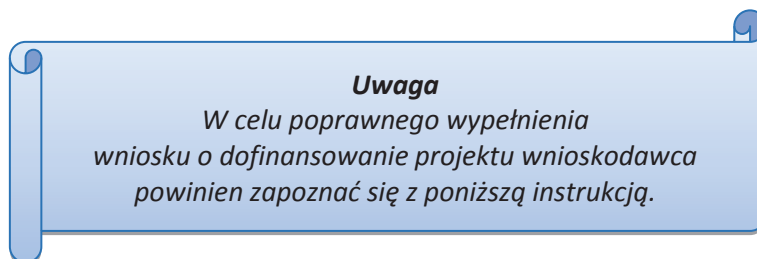 Uwaga
W celu poprawnego wypełnienia
wniosku o dofinansowanie projektu wnioskodawca
powinien zapoznać się z poniższą instrukcją.